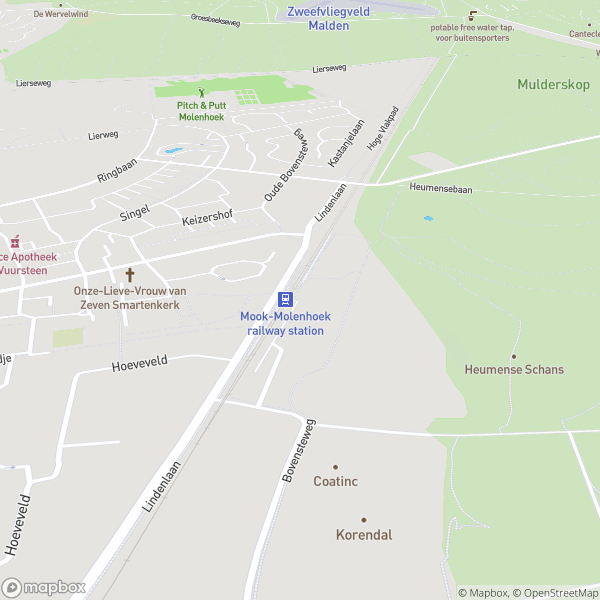 De Wervelwind
Groesbeekseweg
Zweefvliegveld
Malden
potable free water tap.
voor buitensporters
Lierseweg
Mulderskop
Pitch & Putt
Molenhoek
Lierweg
Hoge Vlakpad
Kastanjelaan
Oude Bovensteweg
Ringbaan
Heumensebaan
Lindenlaan
Singel
Keizershof
ce Apotheek
Vuursteen
Onze-Lieve-Vrouw van
Zeven Smartenkerk
Mook-Molenhoek
railway station
dje
Hoeveveld
Heumense Schans
Bovensteweg
Lindenlaan
Coatinc
Hoeveveld
Korendal
mapbox
© Mapbox, © OpenStreetMap